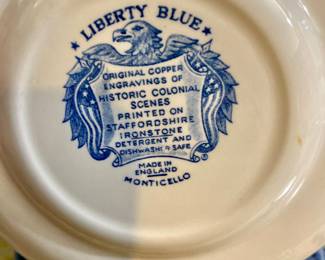 LIBERTY BLUE
ORIGINAL COPPER
ENGRAVINGS OF
HISTORIC COLONIAL
SCENES
PRINTED ON
STAFFORDSHIRE
IRONSTONE
DETERGENT AND
DISHWASHER SAFE
MADE IN
ENGLAND
MONTICELLO
®